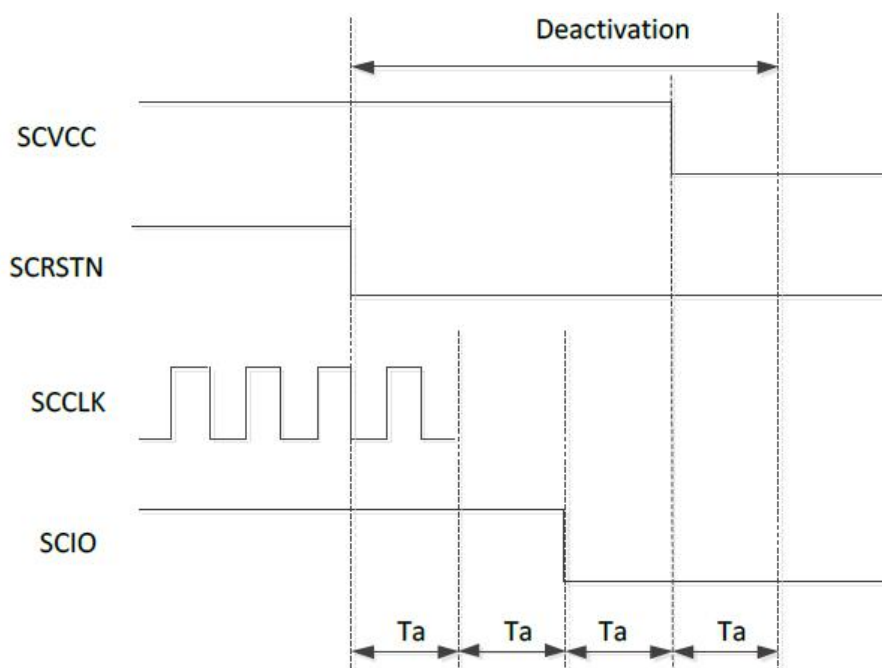 Deactivation
SCVCC
SCRSTN
SCCLK
SCIO
Ta Ta Ta Ta